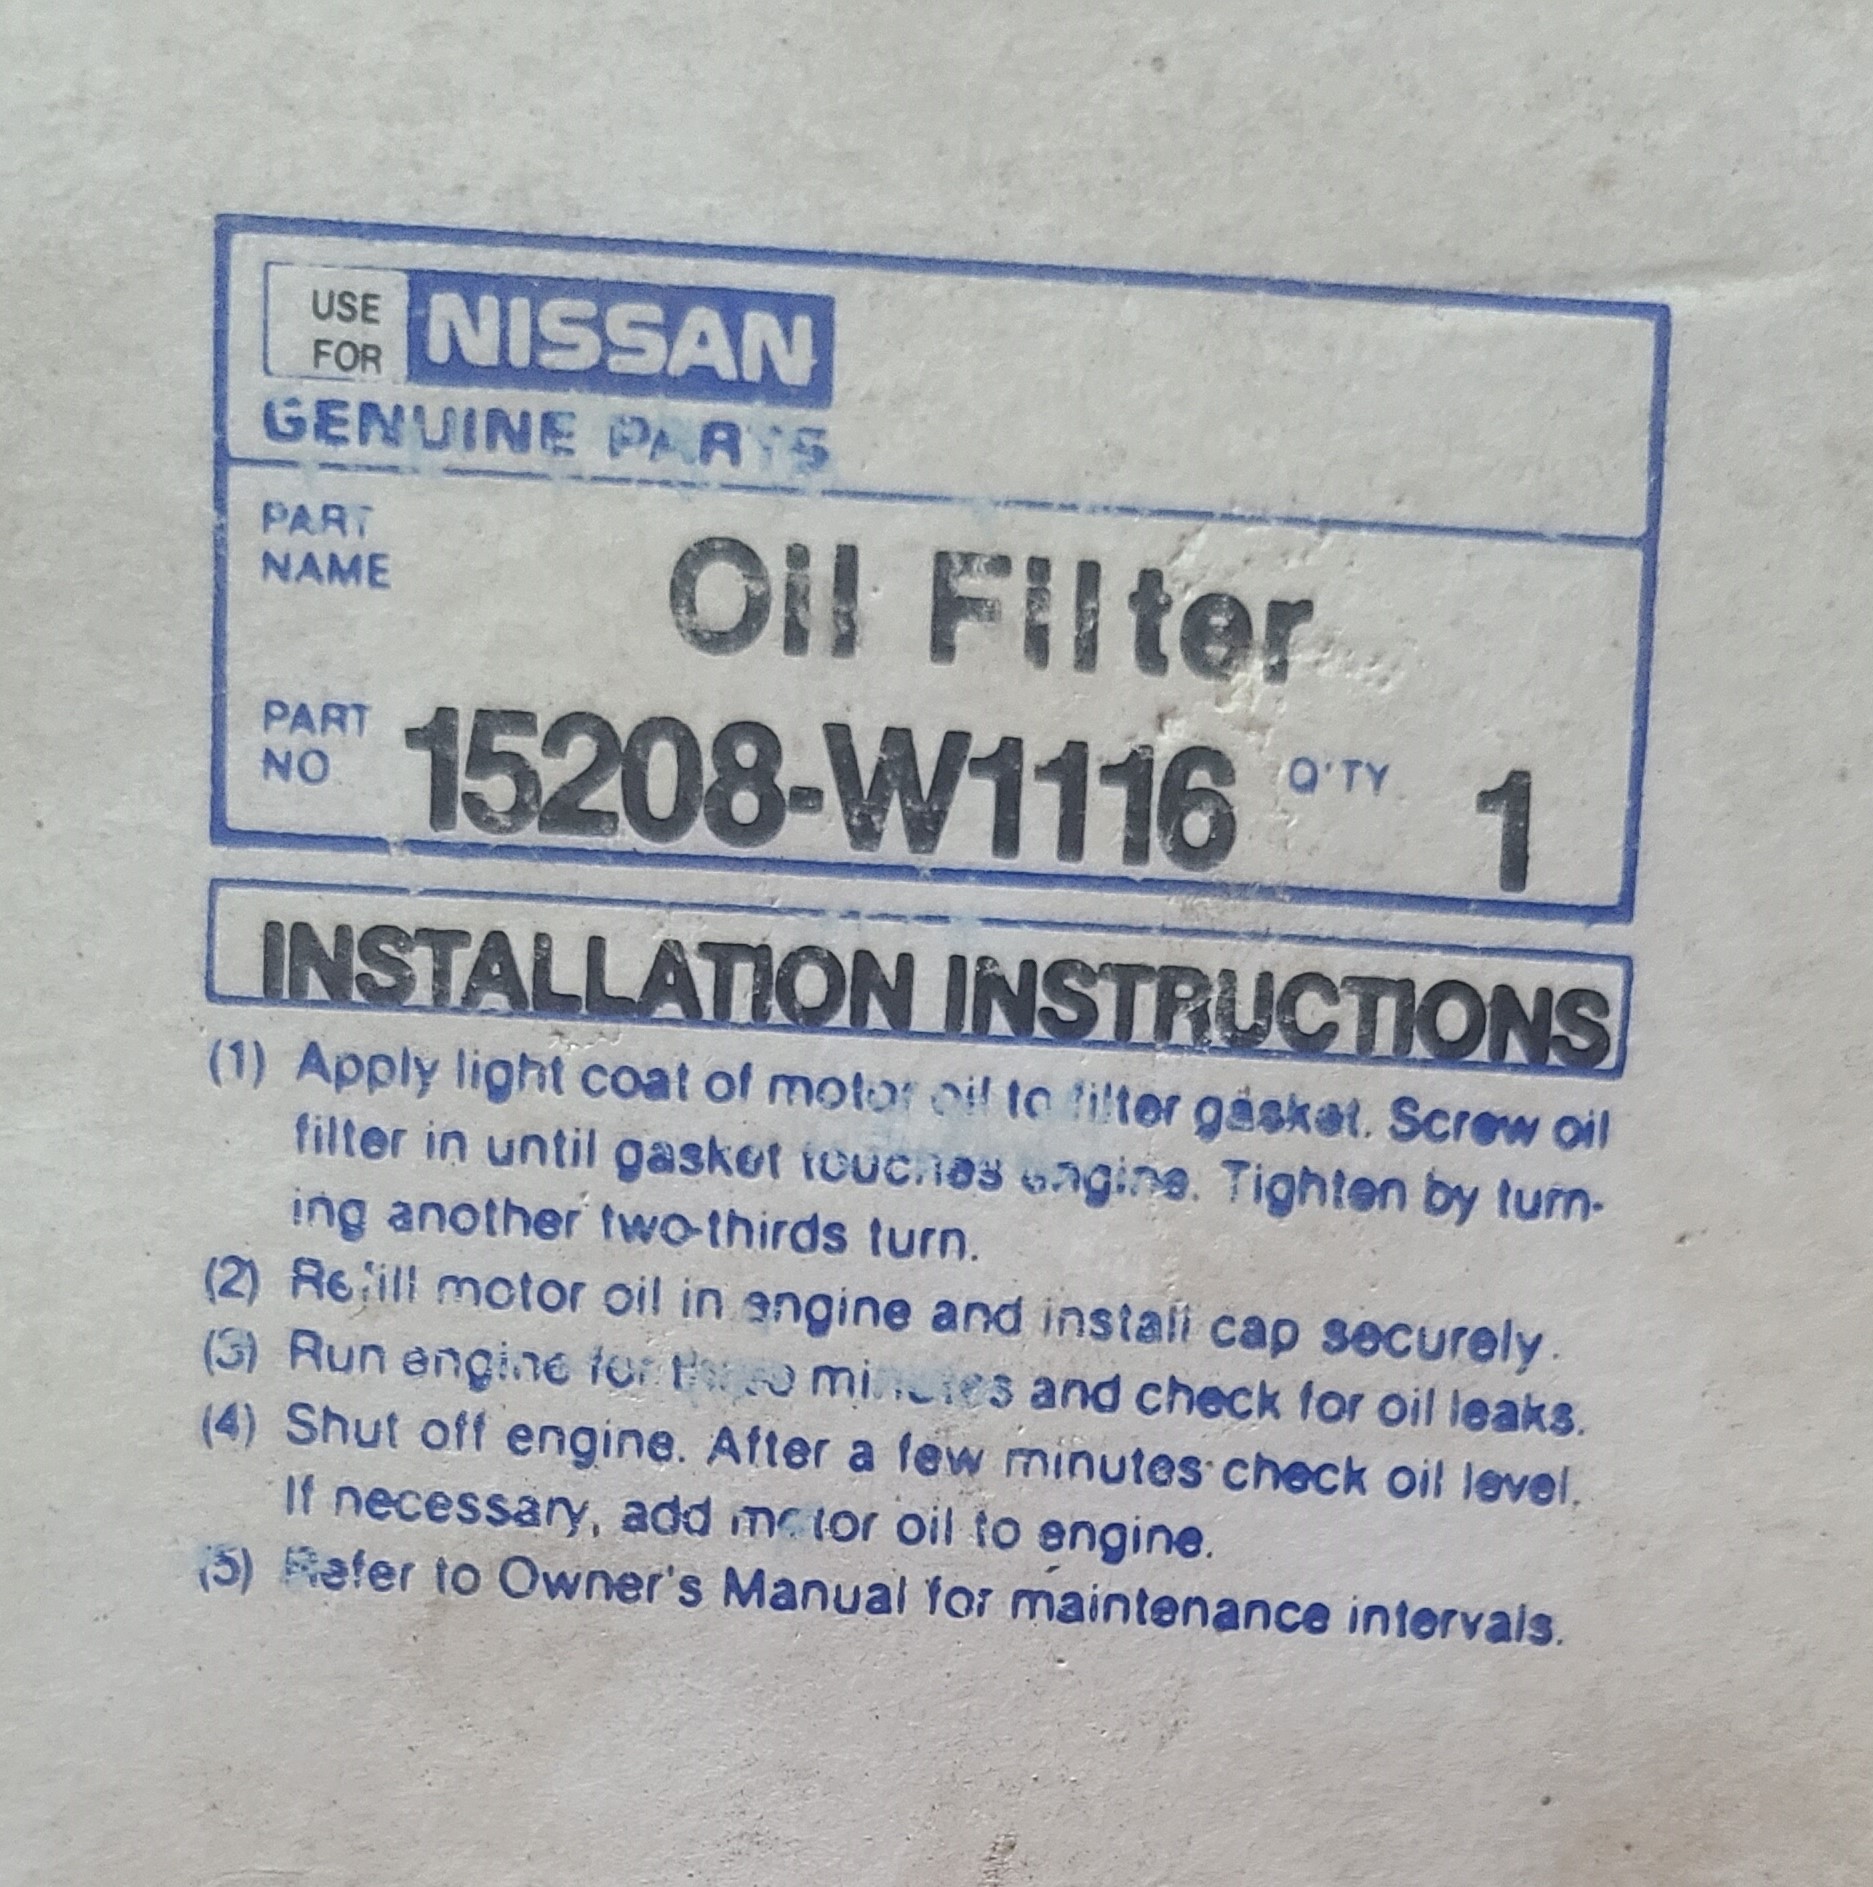 USE
FOR
NISSAN
GENUINE PARTS
PART
NAME
Oil Filter
PART
NO
15208-W1116
Q'TY
1
INSTALLATION INSTRUCTIONS
(1) Apply light coat of motor oil to filter gasket. Screw oil
filter in until gasket touches engine. Tighten by turn-
ing another two-thirds turn.
(2) Refill motor oil in engine and install cap securely.
(3) Run engine for three minutes and check for oil leaks.
(4) Shut off engine. After a few minutes check oil level.
If necessary, add motor oil to engine.
(5) Refer to Owner's Manual for maintenance intervals.